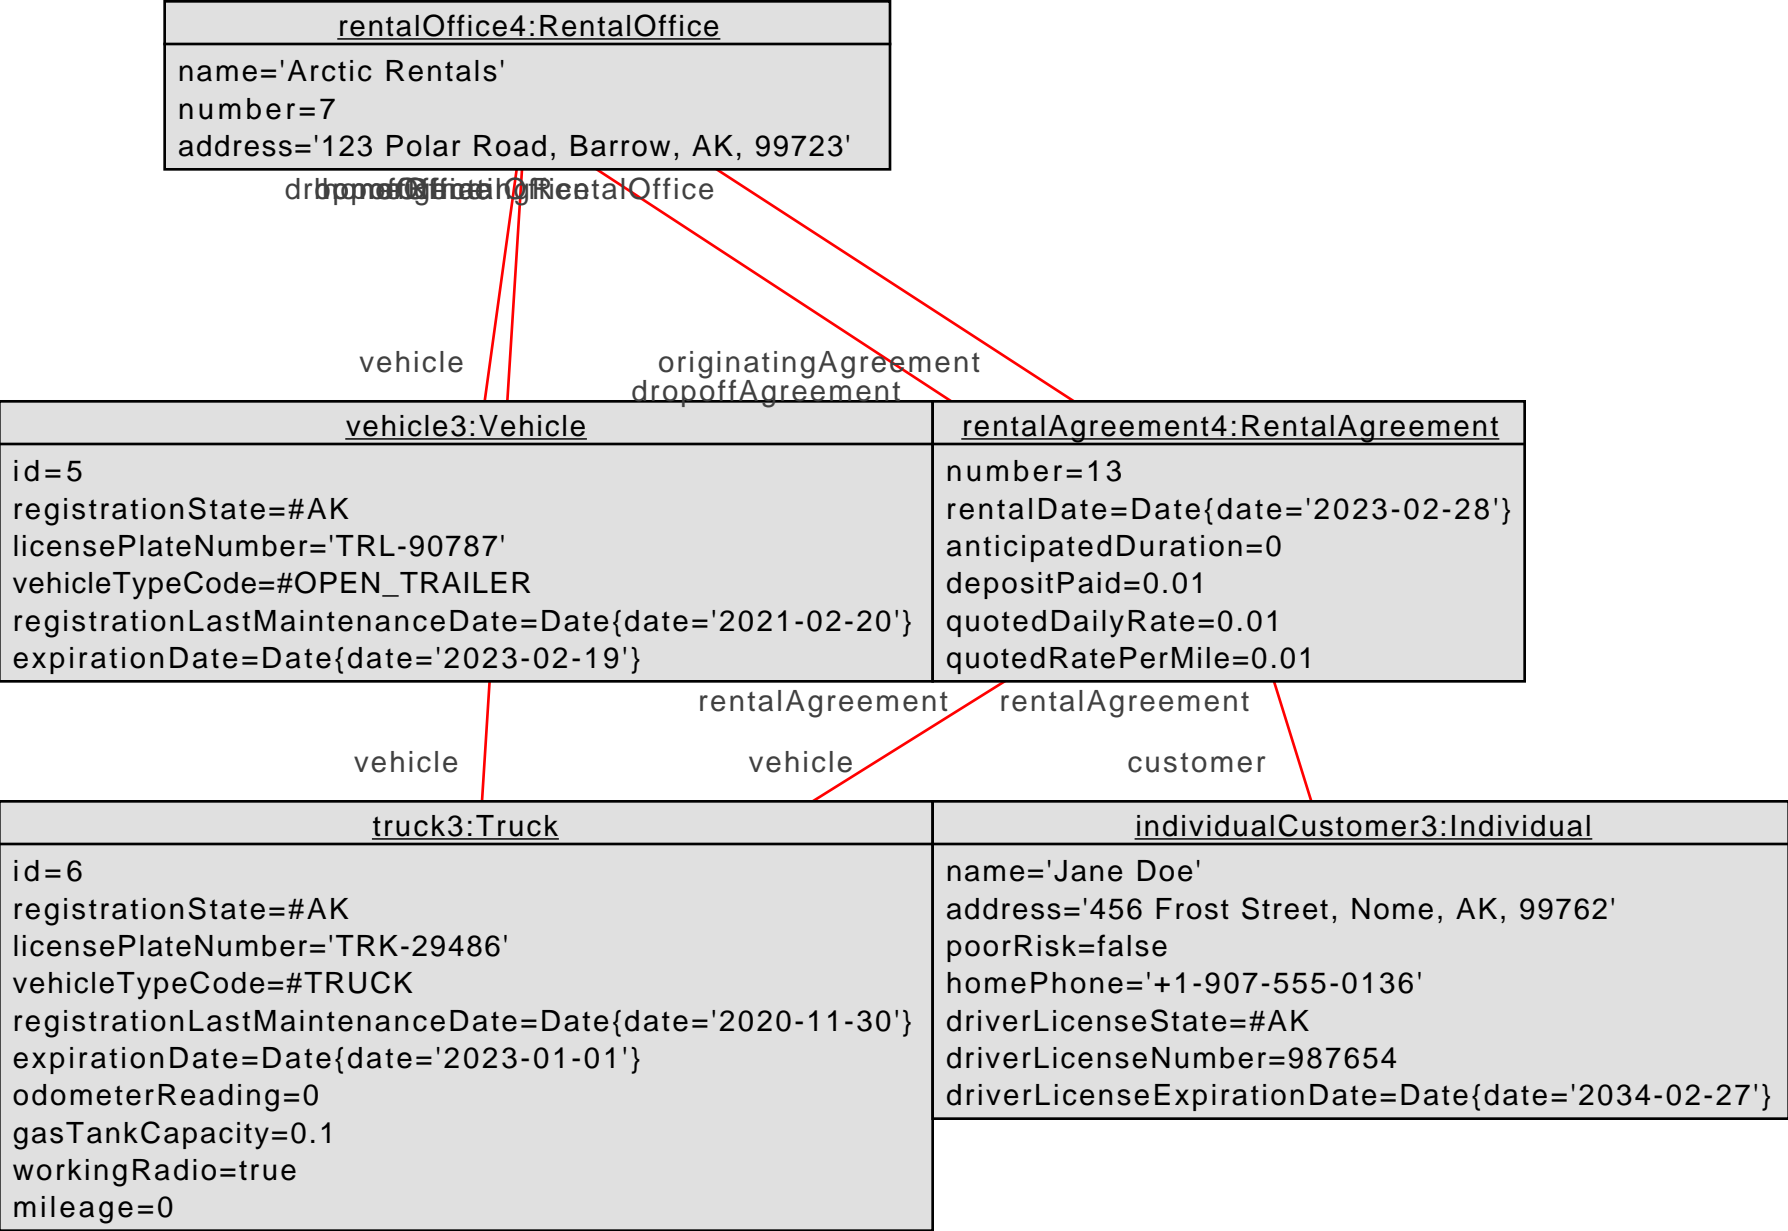 rentalOffice4:RentalOffice
name='Arctic Rentals'
number=7
address='123 Polar Road, Barrow, AK, 99723'
vehicle
originatingAgreement
dropoffAgreement
vehicle3:Vehicle
id=5
registrationState=#AK
licensePlateNumber='TRL-90787'
vehicleTypeCode=#OPEN_TRAILER
registrationLastMaintenanceDate=Date{date='2021-02-20'}
expirationDate=Date{date='2023-02-19'}
rentalAgreement4:RentalAgreement
number=13
rentalDate=Date{date='2023-02-28'}
anticipatedDuration=0
depositPaid=0.01
quotedDailyRate=0.01
quotedRatePerMile=0.01
rentalAgreement
rentalAgreement
vehicle
vehicle
customer
truck3:Truck
id=6
registrationState=#AK
licensePlateNumber='TRK-29486'
vehicleTypeCode=#TRUCK
registrationLastMaintenanceDate=Date{date='2020-11-30'}
expirationDate=Date{date='2023-01-01'}
odometerReading=0
gasTankCapacity=0.1
workingRadio=true
mileage=0
individualCustomer3:Individual
name='Jane Doe'
address='456 Frost Street, Nome, AK, 99762'
poorRisk=false
homePhone='+1-907-555-0136'
driverLicenseState=#AK
driverLicenseNumber=987654
driverLicenseExpirationDate=Date{date='2034-02-27'}